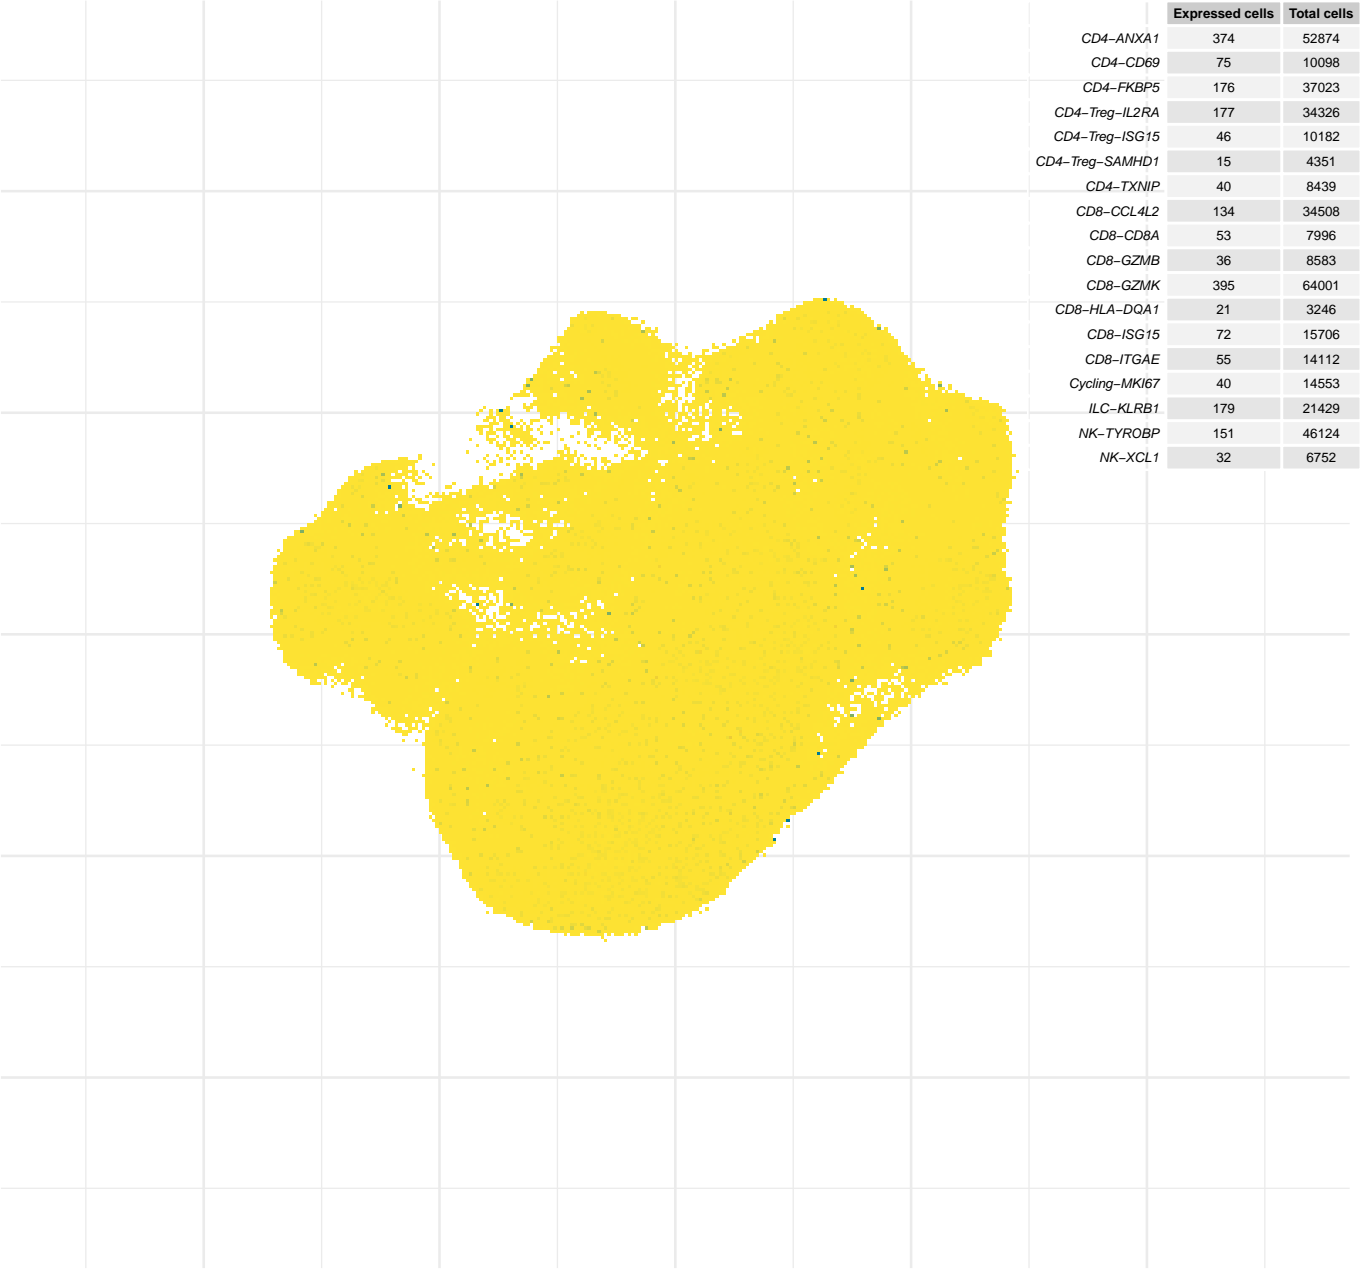 Expressed cells Total cells
CD4−ANXA1 374 52874
CD4−CD69 75 10098
CD4−FKBP5 176 37023
CD4−Treg−IL2RA 177 34326
CD4−Treg−ISG15 46 10182
CD4−Treg−SAMHD1 15 4351
CD4−TXNIP 40 8439
CD8−CCL4L2 134 34508
CD8−CD8A 53 7996
CD8−GZMB 36 8583
CD8−GZMK 395 64001
CD8−HLA−DQA1 21 3246
CD8−ISG15 72 15706
CD8−ITGAE 55 14112
Cycling−MKI67 40 14553
ILC−KLRB1 179 21429
NK−TYROBP 151 46124
NK−XCL1 32 6752